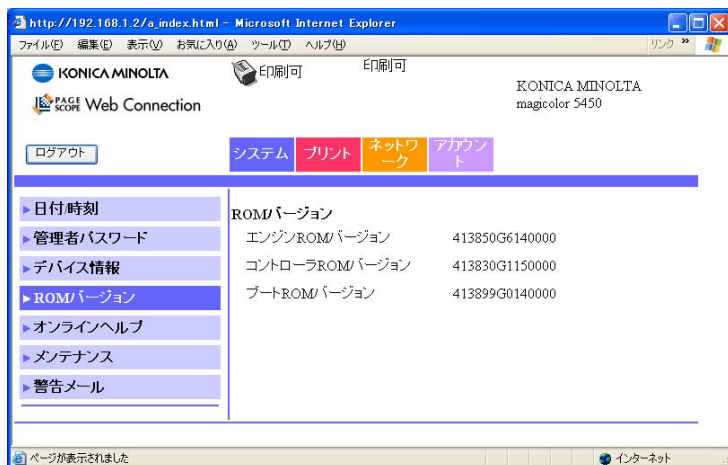 http://192.168.1.2/a_index.html - Microsoft Internet Explorer
ファイル(F) 編集(E) 表示(V) お気に入り(A) ツール(T) ヘルプ(H) リンク »
KONICA MINOLTA
印刷可
印刷可
KONICA MINOLTA
magicolor 5450
PAGE SCOPE Web Connection
ログアウト
システム
プリント
ネットワ
ーク
アカウン
ト
日付/時刻
管理者パスワード
デバイス情報
ROMバージョン
オンラインヘルプ
メンテナンス
警告メール
ROMバージョン
エンジンROMバージョン 413850G6140000
コントローラROMバージョン 413830G1150000
ブートROMバージョン 413899G0140000
ページが表示されました
インターネット